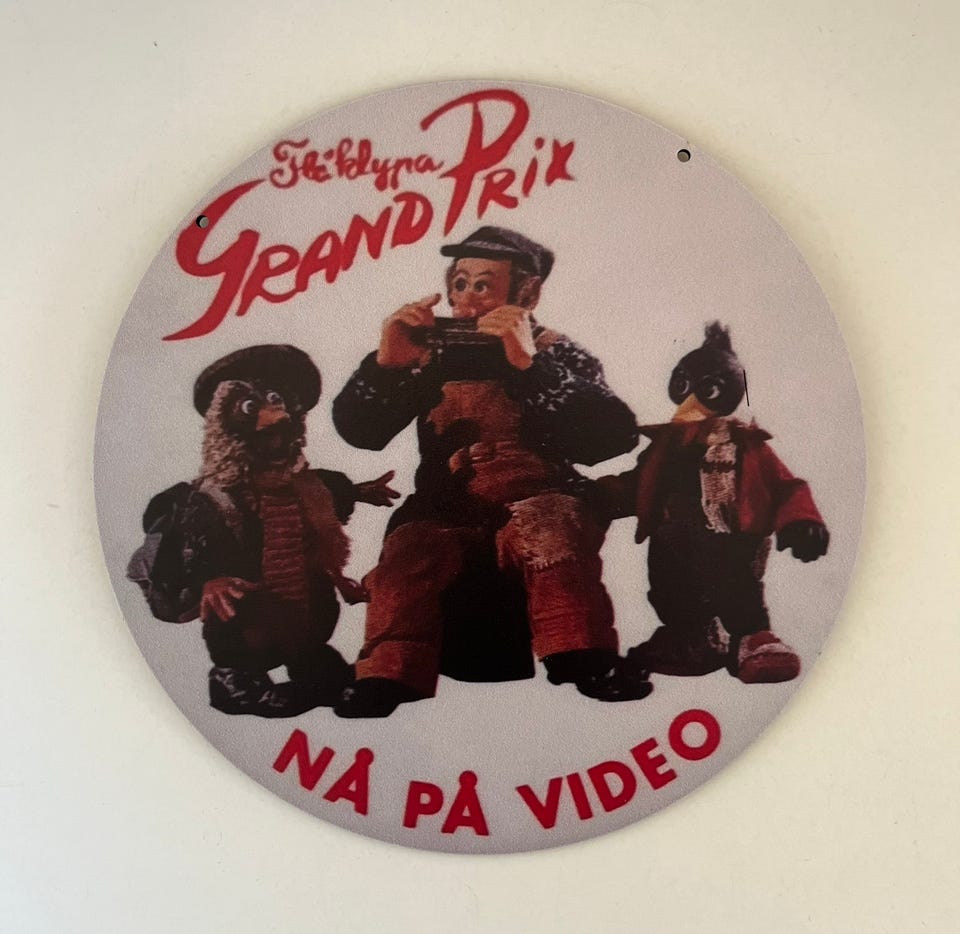 Flåklypa
GRAND PRIX
NÅ PÅ VIDEO